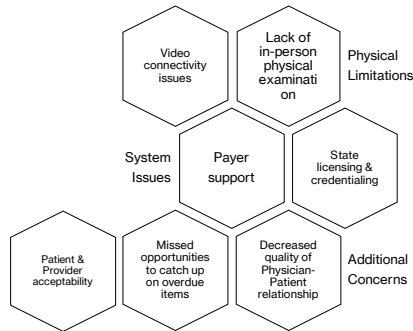 Video
connectivity
issues
Lack of
in-person
physical
examinati
on
Physical
Limitations
System
Issues
Payer
support
State
licensing &
credentialing
Patient &
Provider
acceptability
Missed
opportunities
to catch up
on overdue
items
Decreased
quality of
Physician-
Patient
relationship
Additional
Concerns